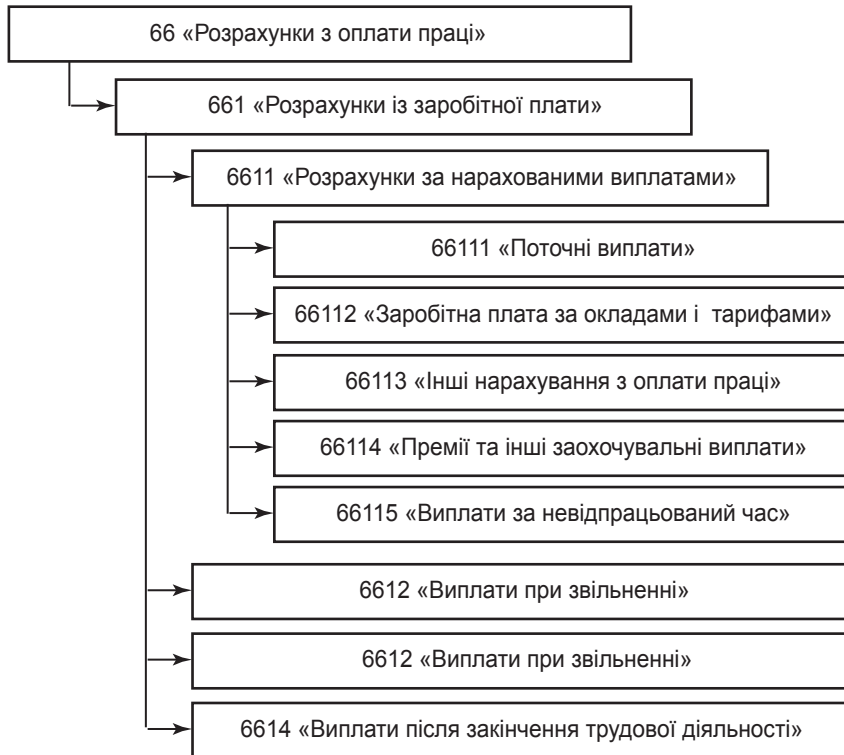 66 «Розрахунки з оплати праці»
661 «Розрахунки із заробітної плати»
6611 «Розрахунки за нарахованими виплатами»
66111 «Поточні виплати»
66112 «Заробітна плата за окладами і тарифами»
66113 «Інші нарахування з оплати праці»
66114 «Премії та інші заохочувальні виплати»
66115 «Виплати за невідпрацьований час»
6612 «Виплати при звільненні»
6612 «Виплати при звільненні»
6614 «Виплати після закінчення трудової діяльності»